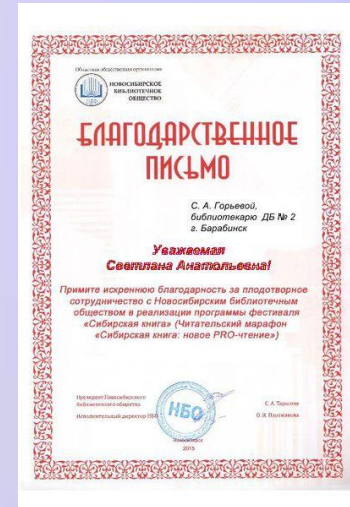 Областная общественная организация
НОВОСИБИРСКОЕ
БИБЛИОТЕЧНОЕ
ОБЩЕСТВО
БЛАГОДАРСТВЕННОЕ
ПИСЬМО
С. А. Горьевой,
библиотекарю ДБ № 2
г. Барабинск
Уважаемая
Светлана Анатольевна!
Примите искреннюю благодарность за плодотворное
сотрудничество с Новосибирским библиотечным
обществом в реализации программы фестиваля
«Сибирская книга» (Читательский марафон
«Сибирская книга: новое PRO-чтение»)
Президент Новосибирского
библиотечного общества
С. А. Тарасова
Исполнительный директор НБО
НБО
Новосибирск
2015